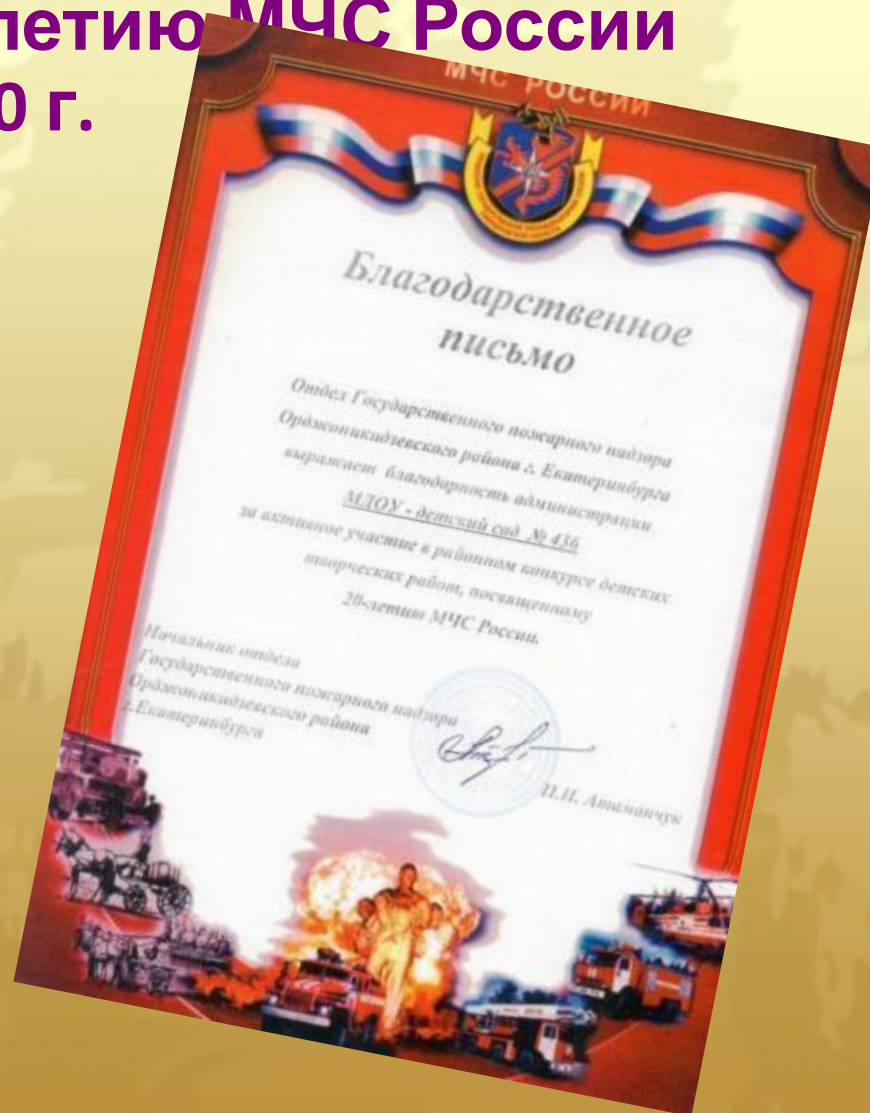 летию МЧС России
0 г.
МЧС РОССИИ
Благодарственное
письмо
Отдел Государственного пожарного надзора
Орджоникидзевского района г. Екатеринбурга
выражает благодарность администрации
МДОУ - детский сад № 436
за активное участие в районном конкурсе детских
творческих работ, посвященному
20-летию МЧС России.
Начальник отдела
Государственного пожарного надзора
Орджоникидзевского района
г.Екатеринбурга
П.И. Атаманчук